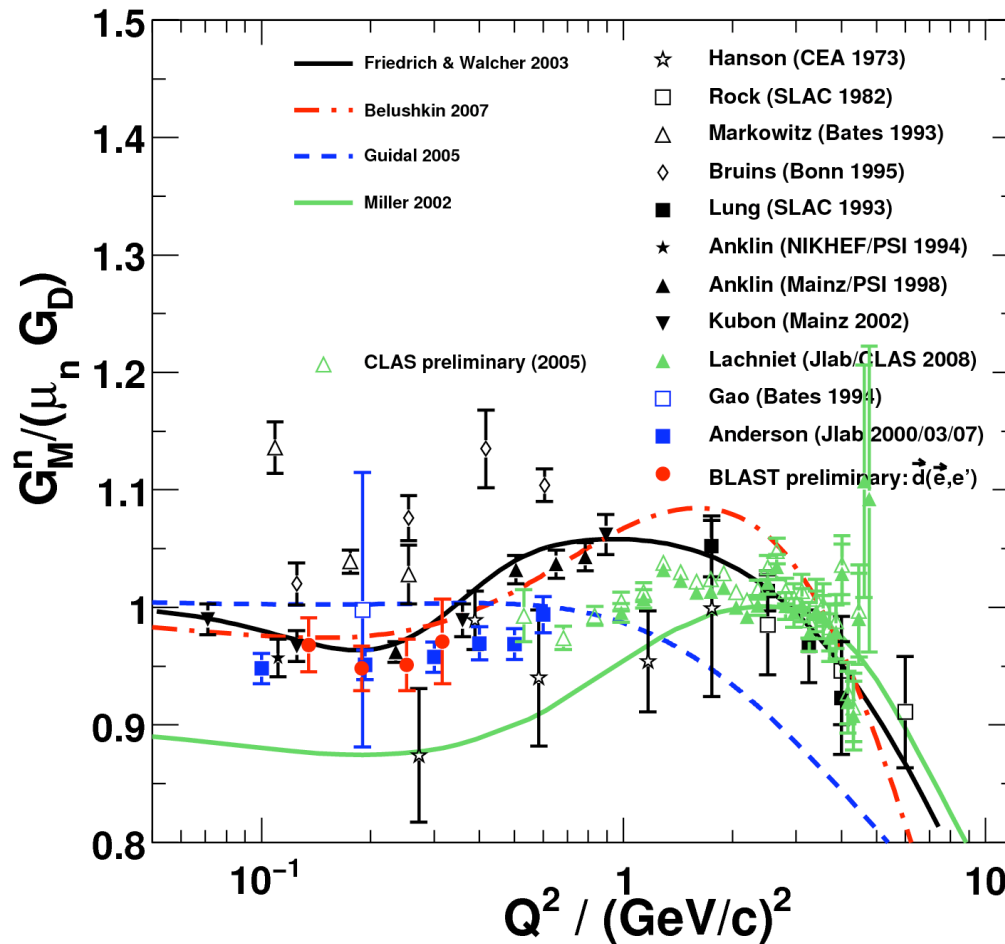 1.5
1.4
1.3
1.2
1.1
1
0.9
0.8
G_M^n/(μ_n G_D)
Friedrich & Walcher 2003
Belushkin 2007
Guidal 2005
Miller 2002
CLAS preliminary (2005)
Hanson (CEA 1973)
Rock (SLAC 1982)
Markowitz (Bates 1993)
Bruins (Bonn 1995)
Lung (SLAC 1993)
Anklin (NIKHEF/PSI 1994)
Anklin (Mainz/PSI 1998)
Kubon (Mainz 2002)
Lachniet (Jlab/CLAS 2008)
Gao (Bates 1994)
Anderson (Jlab 2000/03/07)
BLAST preliminary: d⃗(e⃗,e')
10⁻¹ 1 10
Q² / (GeV/c)²